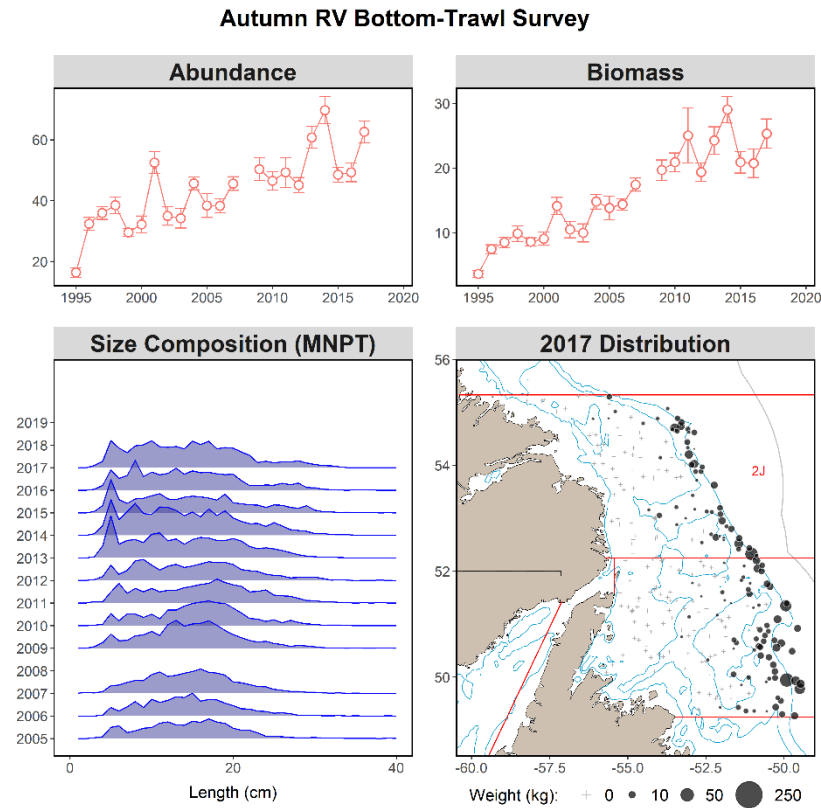 Autumn RV Bottom-Trawl Survey
Abundance
60
40
20
1995 2000 2005 2010 2015 2020
Biomass
30
20
10
1995 2000 2005 2010 2015 2020
Size Composition (MNPT)
2019
2018
2017
2016
2015
2014
2013
2012
2011
2010
2009
2008
2007
2006
2005
0 20 40
Length (cm)
2017 Distribution
56
54
52
50
2J
-60.0 -57.5 -55.0 -52.5 -50.0
Weight (kg): 0 10 50 250